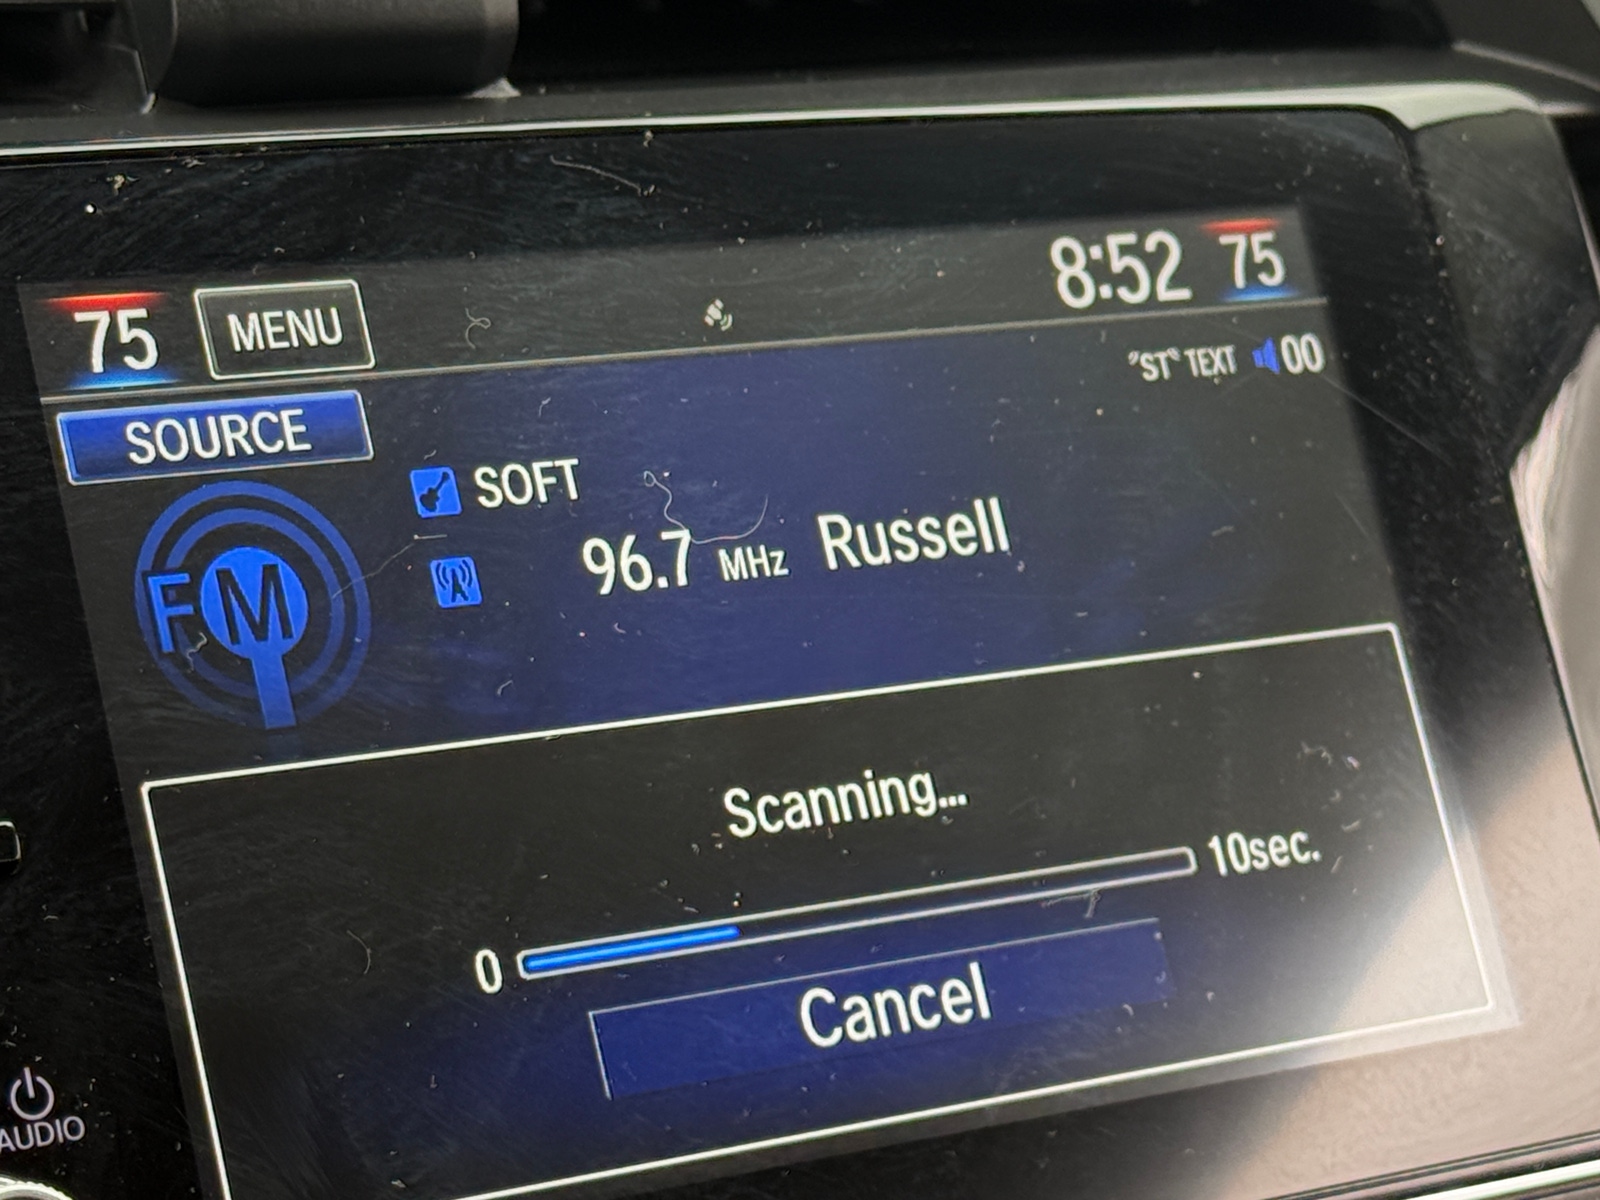 75 MENU 8:52 75
"ST" TEXT 00
SOURCE
SOFT
FM
96.7 MHz Russell
Scanning...
0 10sec.
Cancel
AUDIO